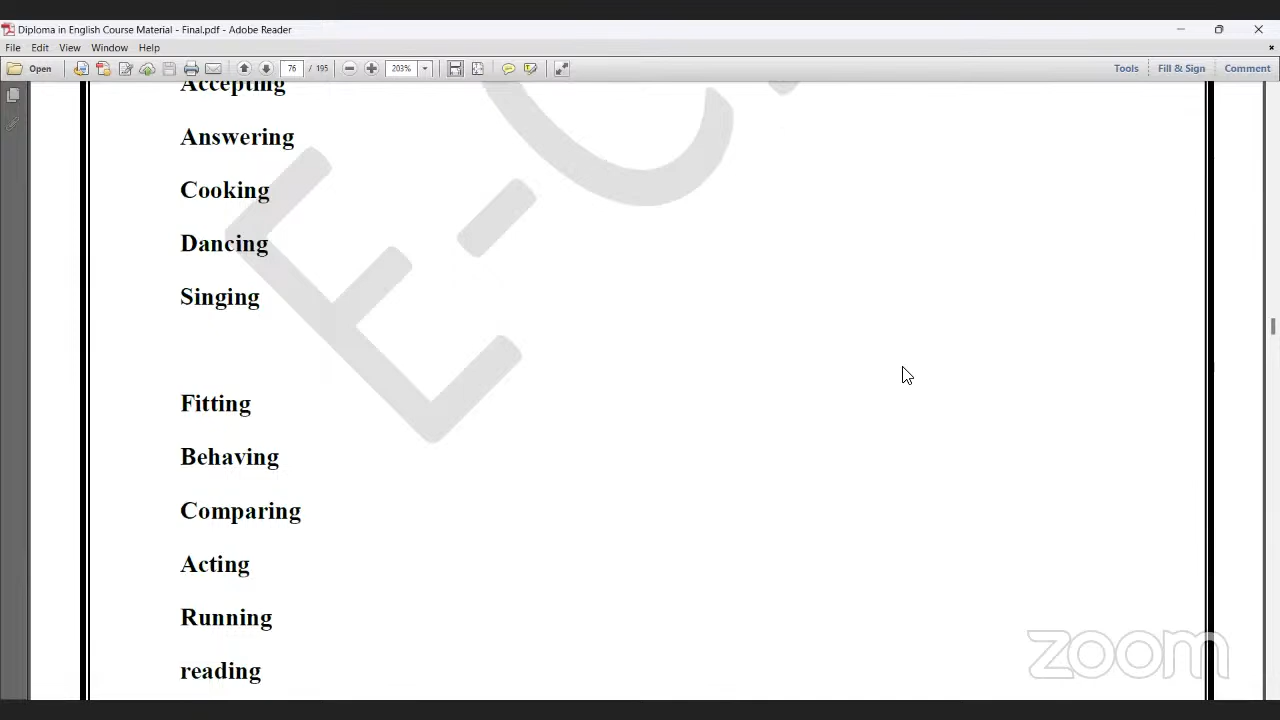 Diploma in English Course Material - Final.pdf - Adobe Reader
File Edit View Window Help
Open 76 / 195 203% Tools Fill & Sign Comment
Accepting
Answering
Cooking
Dancing
Singing
Fitting
Behaving
Comparing
Acting
Running
reading
zoom